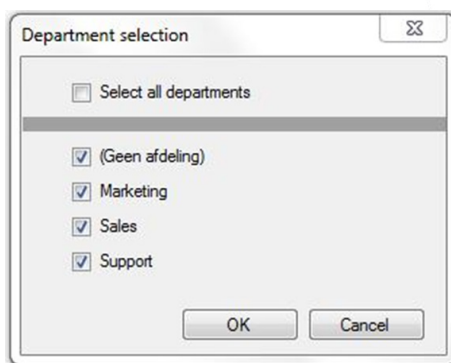 Department selection
Select all departments
(Geen afdeling)
Marketing
Sales
Support
OK
Cancel